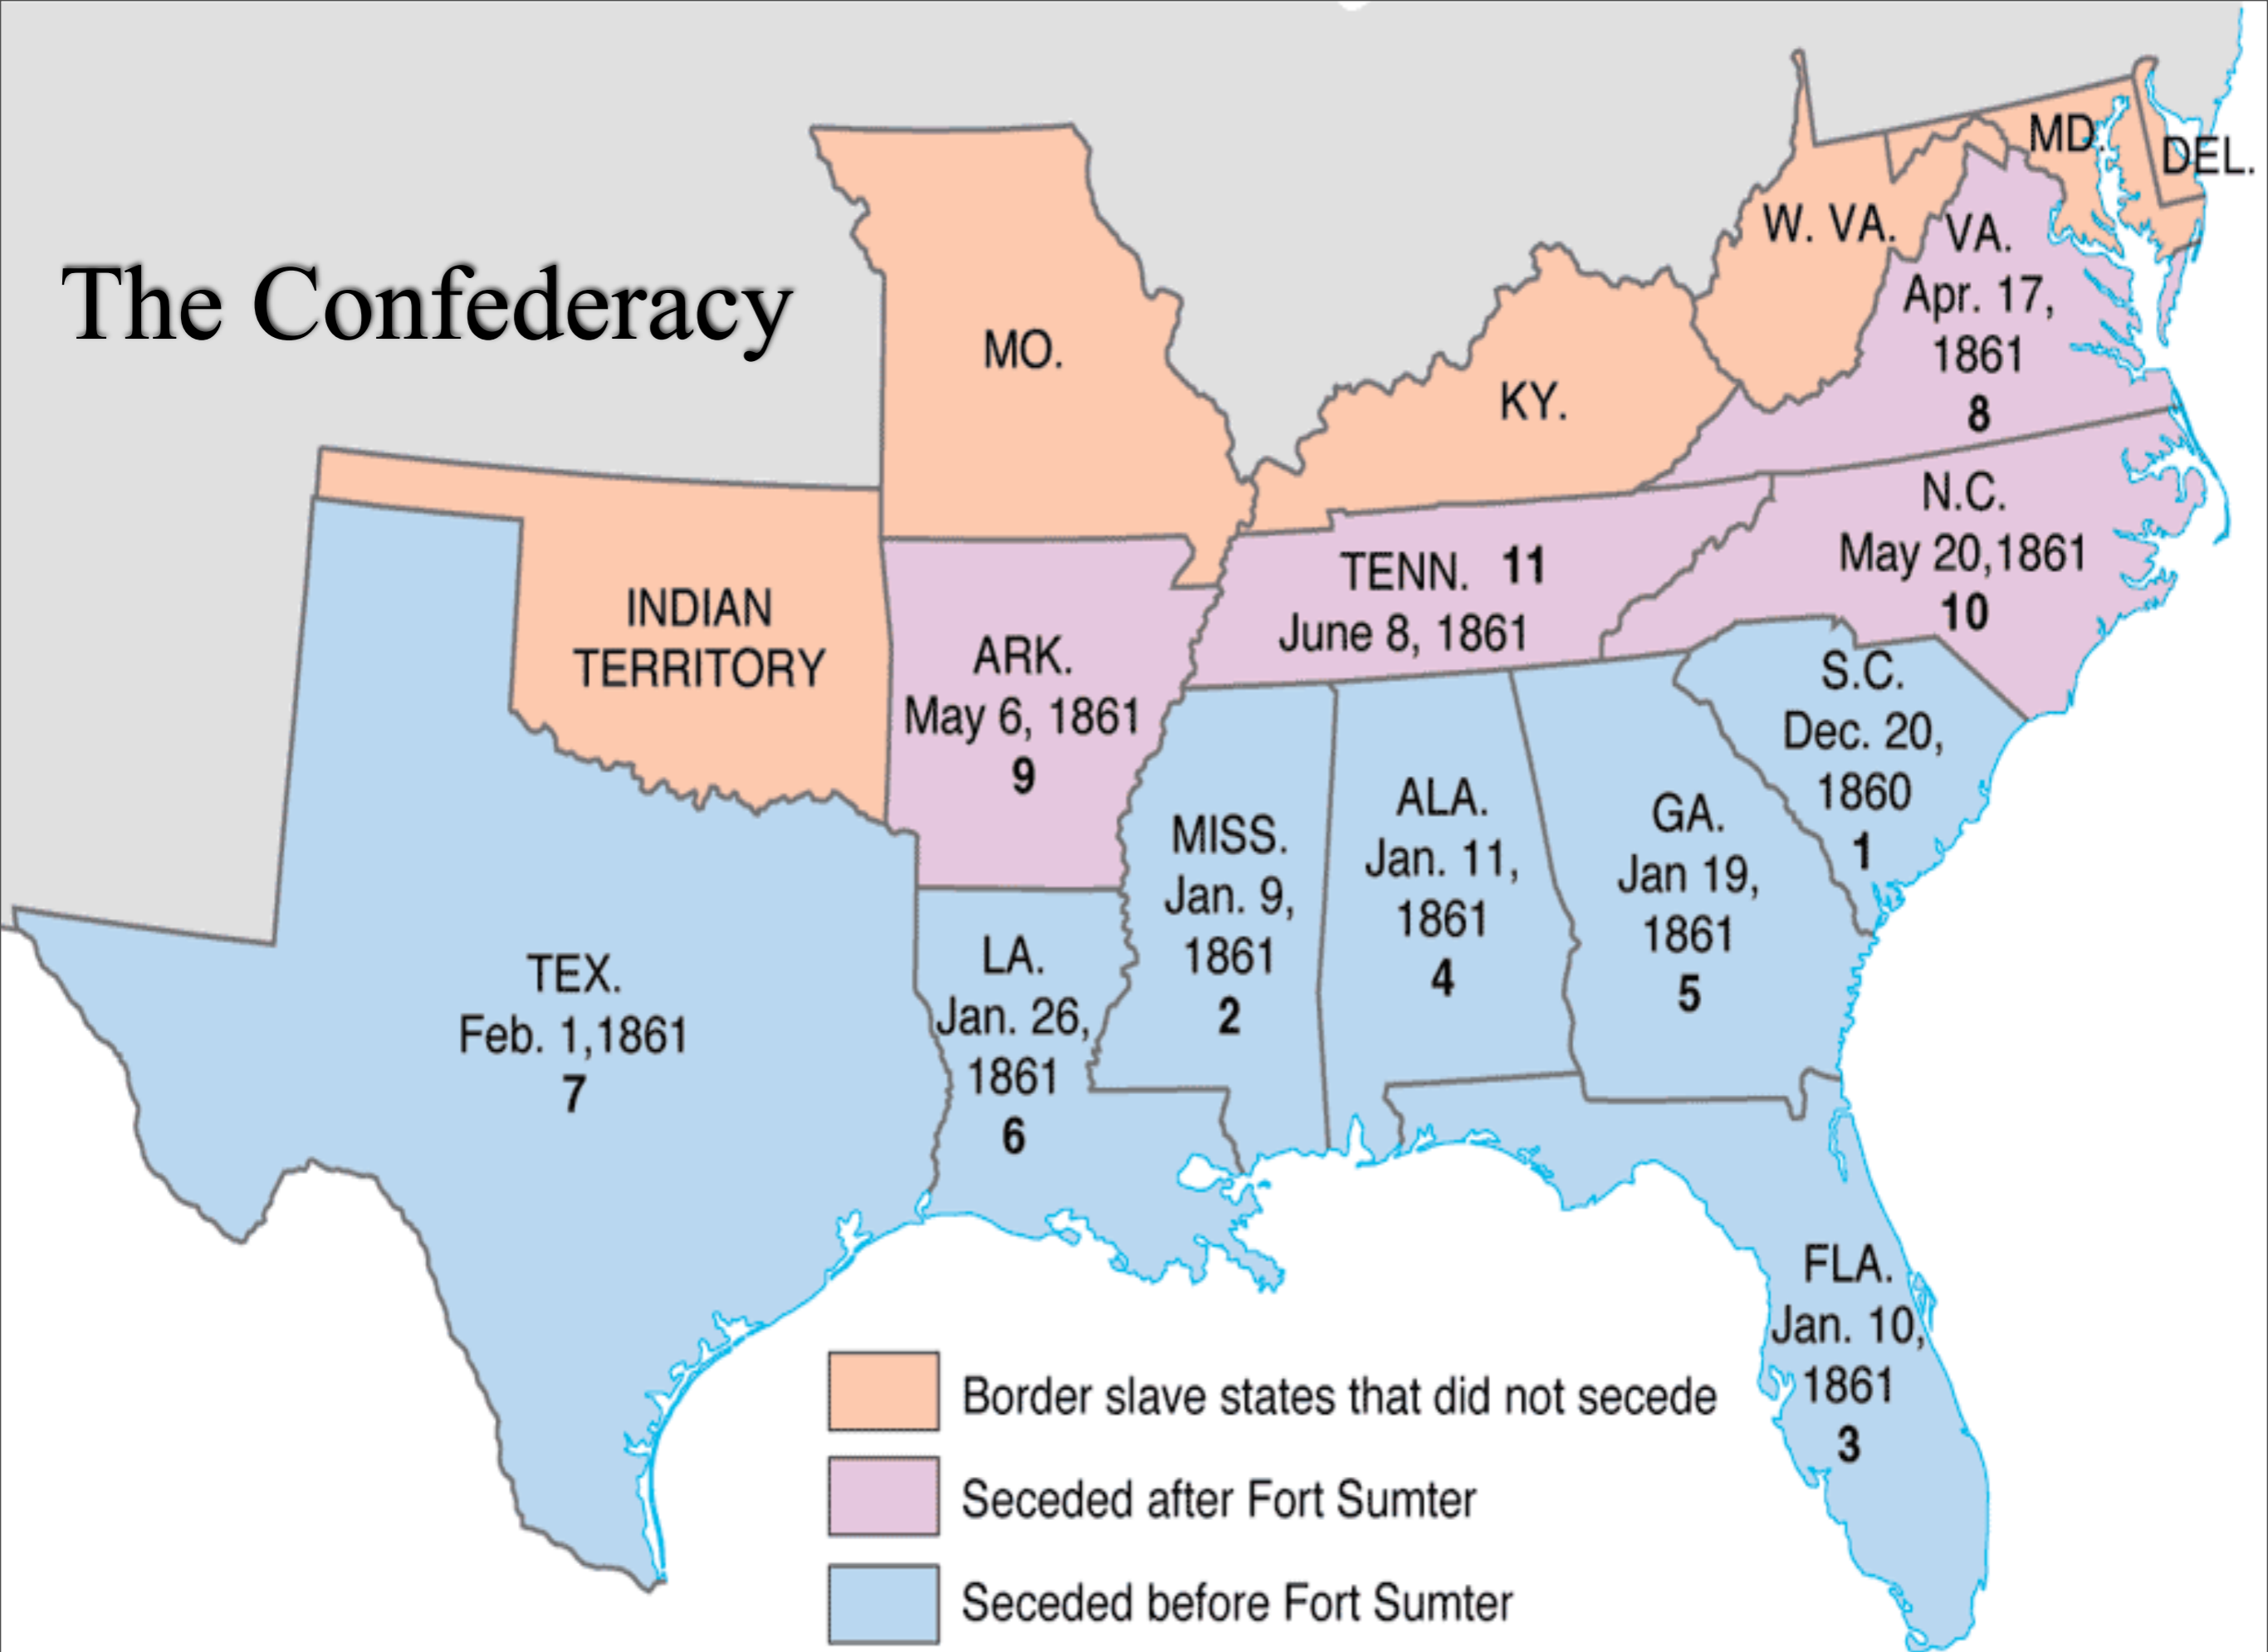 The Confederacy
MO.
KY.
W. VA.
MD.
DEL.
VA.
Apr. 17,
1861
8
INDIAN
TERRITORY
ARK.
May 6, 1861
9
TENN. 11
June 8, 1861
N.C.
May 20,1861
10
S.C.
Dec. 20,
1860
1
TEX.
Feb. 1,1861
7
LA.
Jan. 26,
1861
6
MISS.
Jan. 9,
1861
2
ALA.
Jan. 11,
1861
4
GA.
Jan 19,
1861
5
FLA.
Jan. 10,
1861
3
Border slave states that did not secede
Seceded after Fort Sumter
Seceded before Fort Sumter